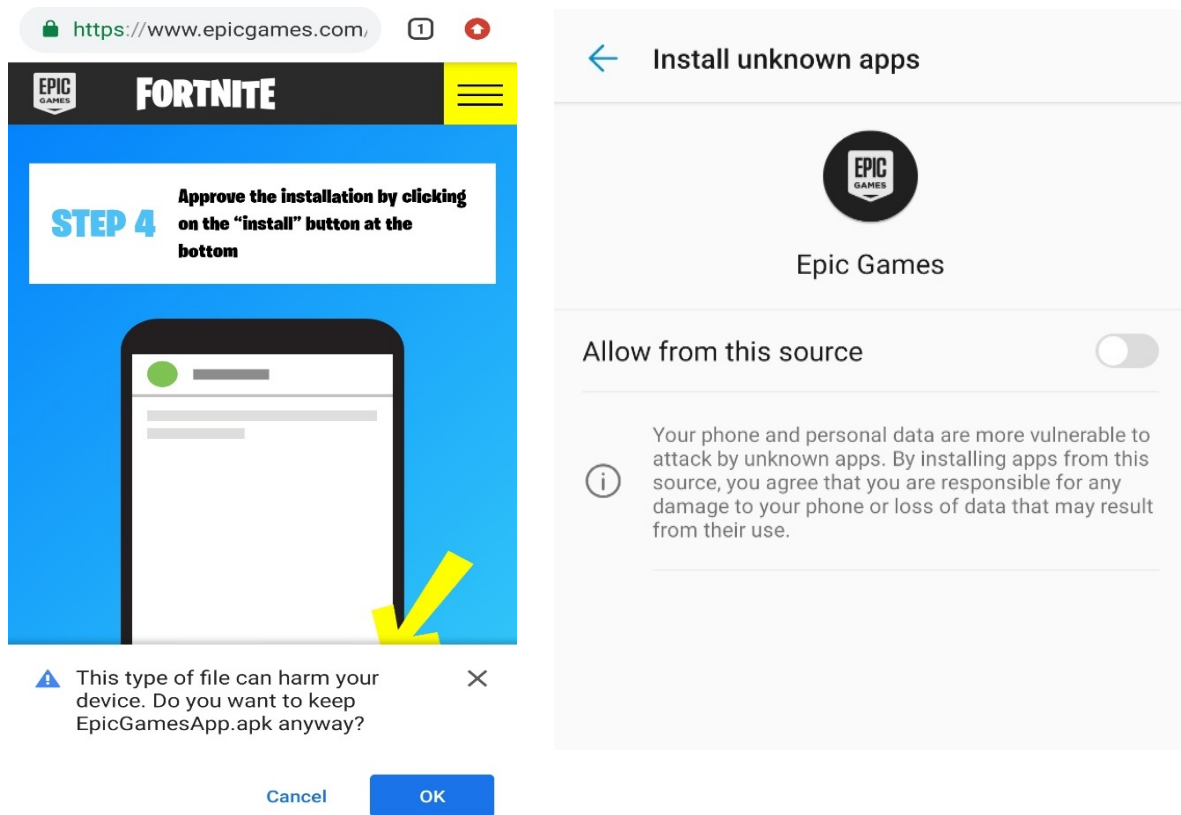 https://www.epicgames.com/
1
EPIC
GAMES
FORTNITE
STEP 4
Approve the installation by clicking
on the “install” button at the
bottom
This type of file can harm your
device. Do you want to keep
EpicGamesApp.apk anyway?
Cancel
OK
Install unknown apps
EPIC
GAMES
Epic Games
Allow from this source
Your phone and personal data are more vulnerable to
attack by unknown apps. By installing apps from this
source, you agree that you are responsible for any
damage to your phone or loss of data that may result
from their use.